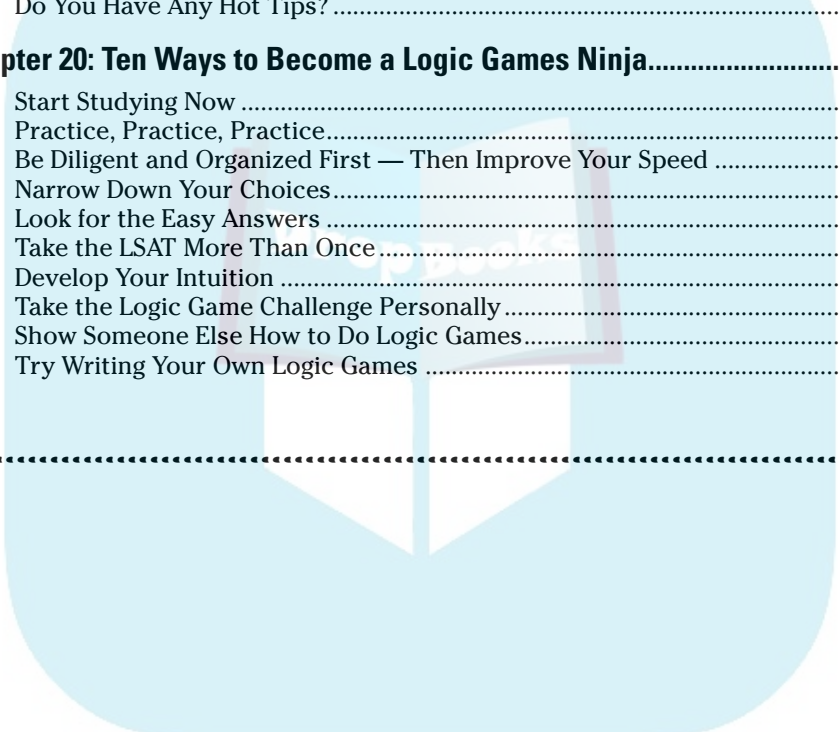 Do You Have Any Hot Tips? ....................................................................................
pter 20: Ten Ways to Become a Logic Games Ninja............................
Start Studying Now ....................................................................................
Practice, Practice, Practice....................................................................................
Be Diligent and Organized First — Then Improve Your Speed .................
Narrow Down Your Choices....................................................................................
Look for the Easy Answers ....................................................................................
Take the LSAT More Than Once....................................................................................
Develop Your Intuition ....................................................................................
Take the Logic Game Challenge Personally....................................................................
Show Someone Else How to Do Logic Games................................................................
Try Writing Your Own Logic Games ....................................................................